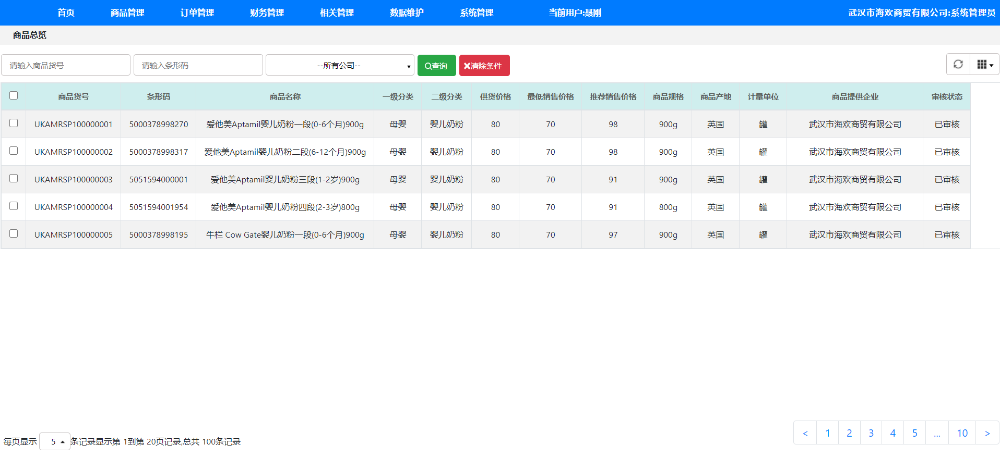 首页 商品管理 订单管理 财务管理 相关管理 数据维护 系统管理 当前用户:聂刚 武汉市海欢商贸有限公司:系统管理员
商品总览
请输入商品货号 请输入条形码 --所有公司-- 查询 清除条件
商品货号 条形码 商品名称 一级分类 二级分类 供货价格 最低销售价格 推荐销售价格 商品规格 商品产地 计量单位 商品提供企业 审核状态
UKAMRSP100000001 5000378998270 爱他美Aptamil婴儿奶粉一段(0-6个月)900g 母婴 婴儿奶粉 80 70 98 900g 英国 罐 武汉市海欢商贸有限公司 已审核
UKAMRSP100000002 5000378998317 爱他美Aptamil婴儿奶粉二段(6-12个月)900g 母婴 婴儿奶粉 80 70 98 900g 英国 罐 武汉市海欢商贸有限公司 已审核
UKAMRSP100000003 5051594000001 爱他美Aptamil婴儿奶粉三段(1-2岁)900g 母婴 婴儿奶粉 80 70 91 900g 英国 罐 武汉市海欢商贸有限公司 已审核
UKAMRSP100000004 5051594001954 爱他美Aptamil婴儿奶粉四段(2-3岁)800g 母婴 婴儿奶粉 80 70 91 800g 英国 罐 武汉市海欢商贸有限公司 已审核
UKAMRSP100000005 5000378998195 牛栏 Cow Gate婴儿奶粉一段(0-6个月)900g 母婴 婴儿奶粉 80 70 97 900g 英国 罐 武汉市海欢商贸有限公司 已审核
每页显示 5 条记录显示第 1到第 20页记录,总共 100条记录
< 1 2 3 4 5 ... 10 >